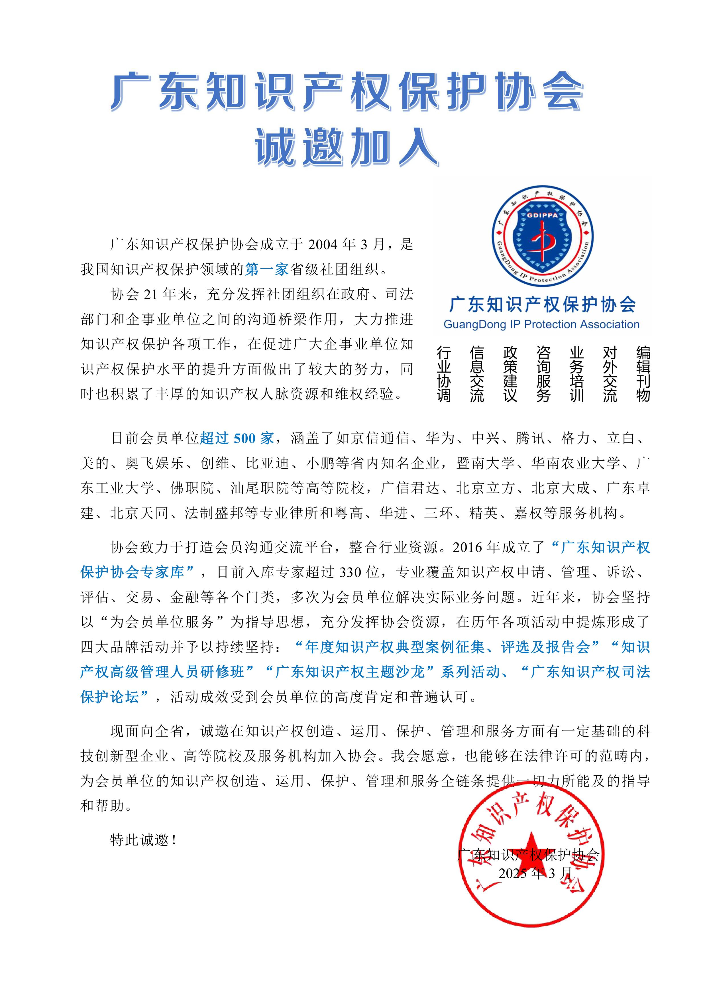 广东知识产权保护协会
诚邀加入
广东知识产权保护协会
GDIPPA
GuangDong IP Protection Association
广东知识产权保护协会
GuangDong IP Protection Association
行业协调
信息交流
政策建议
咨询服务
业务培训
对外交流
编辑刊物
广东知识产权保护协会成立于 2004 年 3 月，是
我国知识产权保护领域的第一家省级社团组织。
协会 21 年来，充分发挥社团组织在政府、司法
部门和企事业单位之间的沟通桥梁作用，大力推进
知识产权保护各项工作，在促进广大企事业单位知
识产权保护水平的提升方面做出了较大的努力，同
时也积累了丰厚的知识产权人脉资源和维权经验。
目前会员单位超过 500 家，涵盖了如京信通信、华为、中兴、腾讯、格力、立白、
美的、奥飞娱乐、创维、比亚迪、小鹏等省内知名企业，暨南大学、华南农业大学、广
东工业大学、佛职院、汕尾职院等高等院校，广信君达、北京立方、北京大成、广东卓
建、北京天同、法制盛邦等专业律所和粤高、华进、三环、精英、嘉权等服务机构。
协会致力于打造会员沟通交流平台，整合行业资源。2016 年成立了“广东知识产权
保护协会专家库”，目前入库专家超过 330 位，专业覆盖知识产权申请、管理、诉讼、
评估、交易、金融等各个门类，多次为会员单位解决实际业务问题。近年来，协会坚持
以“为会员单位服务”为指导思想，充分发挥协会资源，在历年各项活动中提炼形成了
四大品牌活动并予以持续坚持：“年度知识产权典型案例征集、评选及报告会”“知识
产权高级管理人员研修班”“广东知识产权主题沙龙”系列活动、“广东知识产权司法
保护论坛”，活动成效受到会员单位的高度肯定和普遍认可。
现面向全省，诚邀在知识产权创造、运用、保护、管理和服务方面有一定基础的科
技创新型企业、高等院校及服务机构加入协会。我会愿意，也能够在法律许可的范畴内，
为会员单位的知识产权创造、运用、保护、管理和服务全链条提供一切力所能及的指导
和帮助。
特此诚邀！
广东知识产权保护协会
2025 年 3 月
广东知识产权保护协会